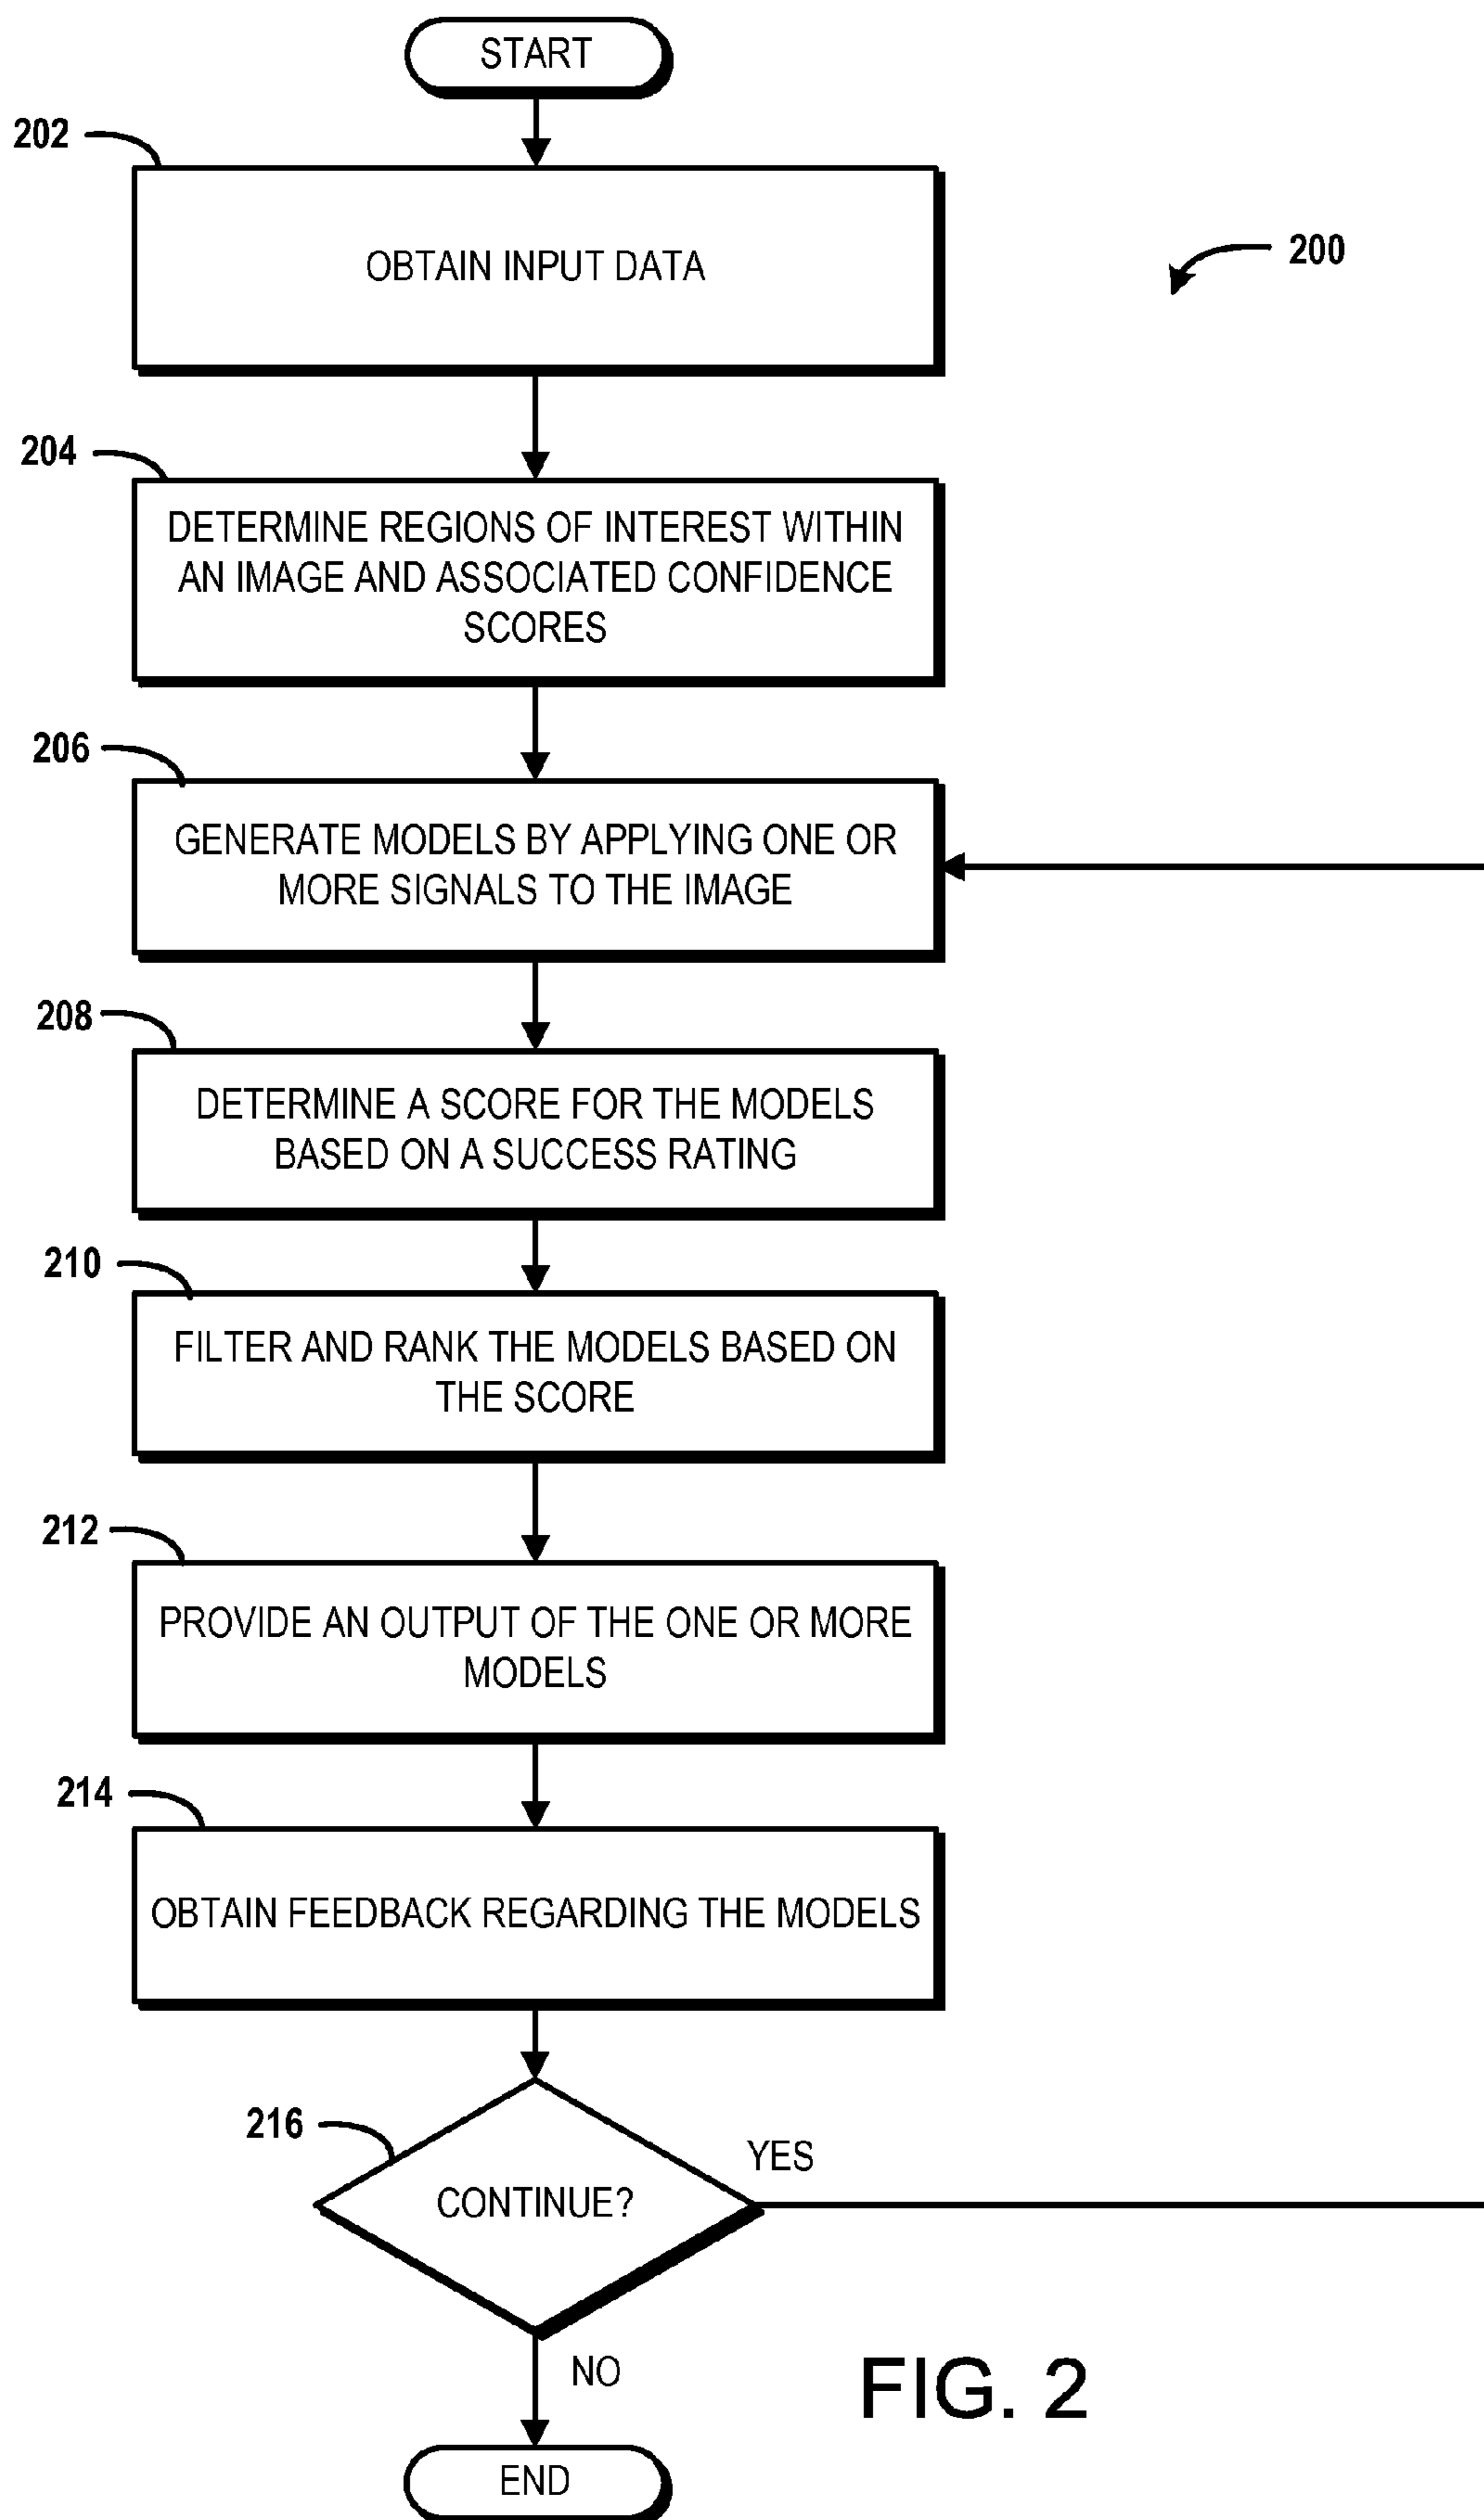 START
202
OBTAIN INPUT DATA
200
204
DETERMINE REGIONS OF INTEREST WITHIN
AN IMAGE AND ASSOCIATED CONFIDENCE
SCORES
206
GENERATE MODELS BY APPLYING ONE OR
MORE SIGNALS TO THE IMAGE
208
DETERMINE A SCORE FOR THE MODELS
BASED ON A SUCCESS RATING
210
FILTER AND RANK THE MODELS BASED ON
THE SCORE
212
PROVIDE AN OUTPUT OF THE ONE OR MORE
MODELS
214
OBTAIN FEEDBACK REGARDING THE MODELS
216
CONTINUE?
YES
NO
FIG. 2
END